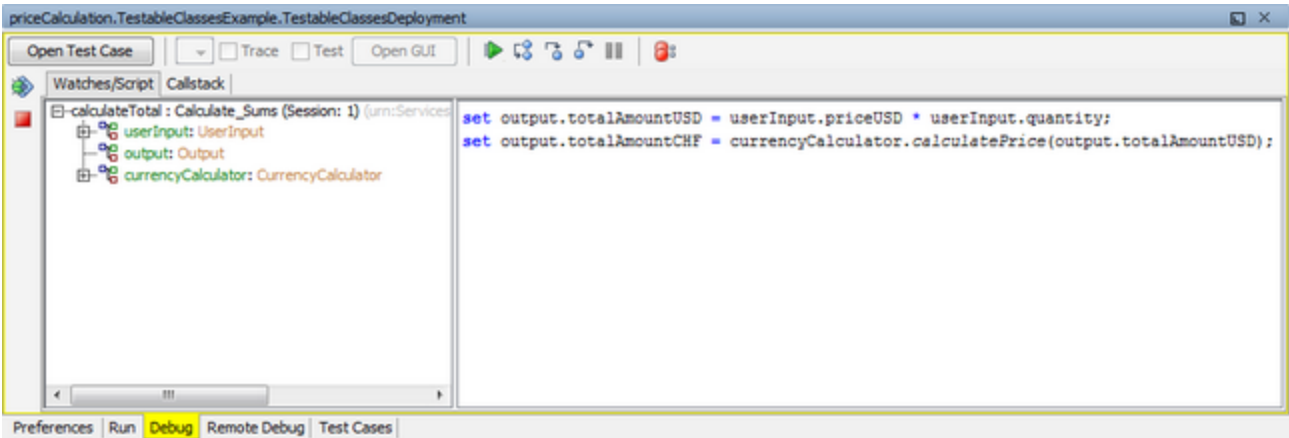 priceCalculation.TestableClassesExample.TestableClassesDeployment
Open Test Case Trace Test Open GUI
Watches/Script Callstack
calculateTotal : Calculate_Sums (Session: 1) (urn:Services
userInput: UserInput
output: Output
currencyCalculator: CurrencyCalculator
set output.totalAmountUSD = userInput.priceUSD * userInput.quantity;
set output.totalAmountCHF = currencyCalculator.calculatePrice(output.totalAmountUSD);
Preferences Run Debug Remote Debug Test Cases